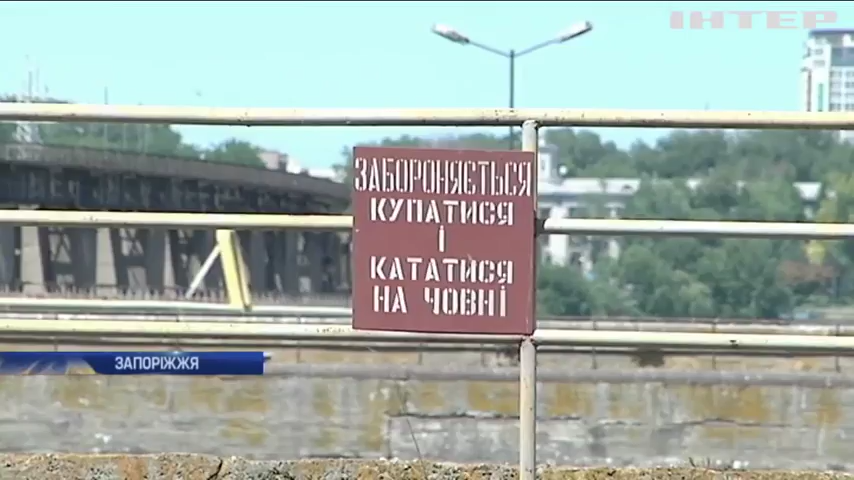 ІНТЕР
ЗАБОРОНЯЄТЬСЯ
КУПАТИСЯ
І
КАТАТИСЯ
НА ЧОВНІ
ЗАПОРІЖЖЯ